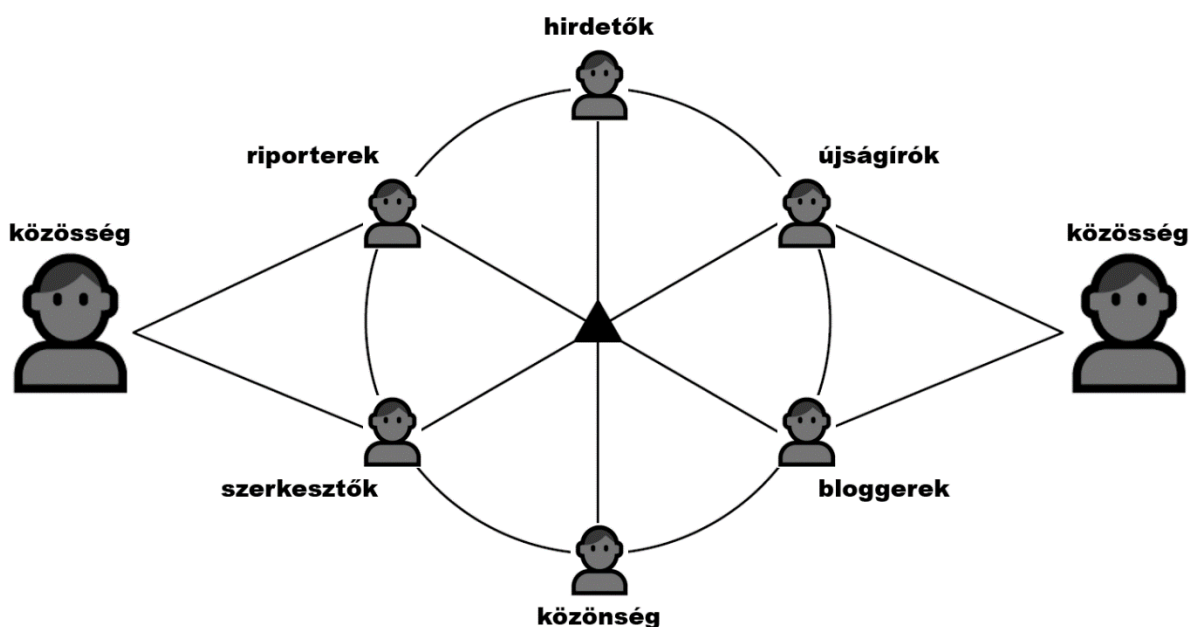 hirdetők
riporterek
újságírók
közösség
közösség
szerkesztők
bloggerek
közönség